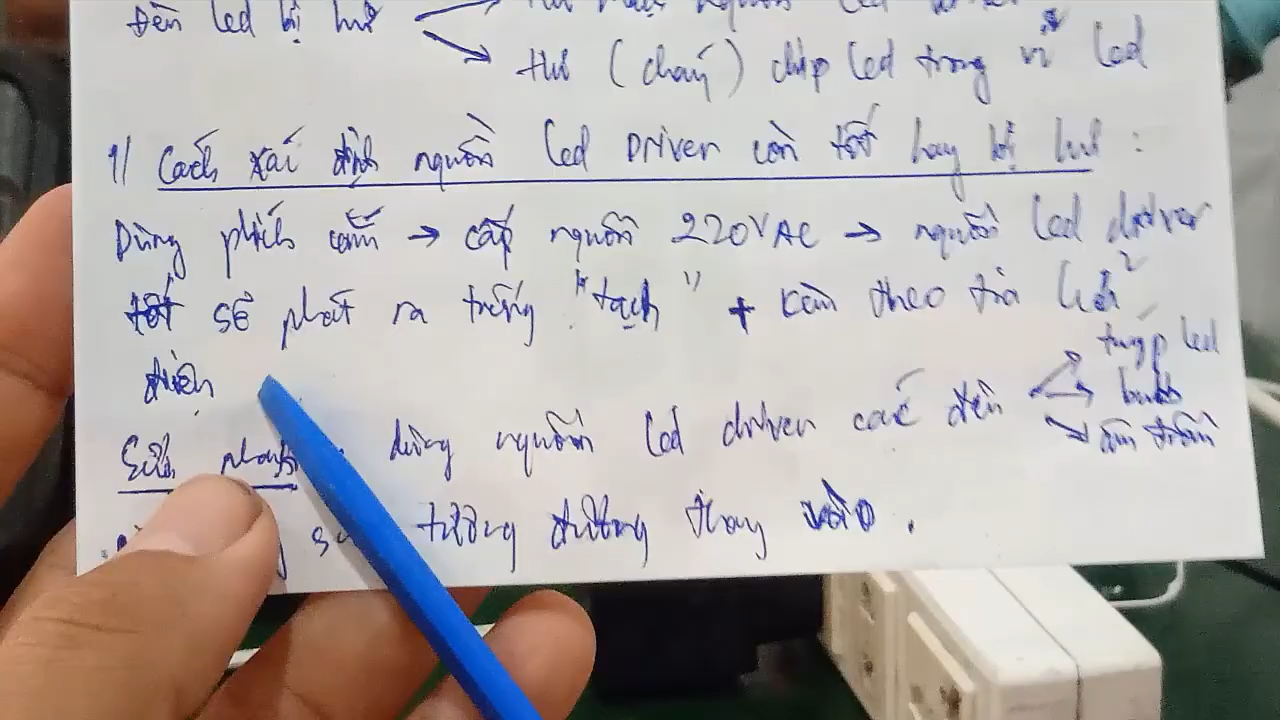 Đèn led bị hư
hư (cháy) chip led trong vỉ led
1/ Cách xác định nguồn led DRIVER còn tốt hay bị hư :
Dùng phích cắm → cấp nguồn 220VAC → nguồn led driver
tốt sẽ phát ra tiếng "tạch" + kèm theo tia lửa
điện
tuýp led
Sửa dùng nguồn led driver các đèn bulb
âm trần
tương đương thay vào.